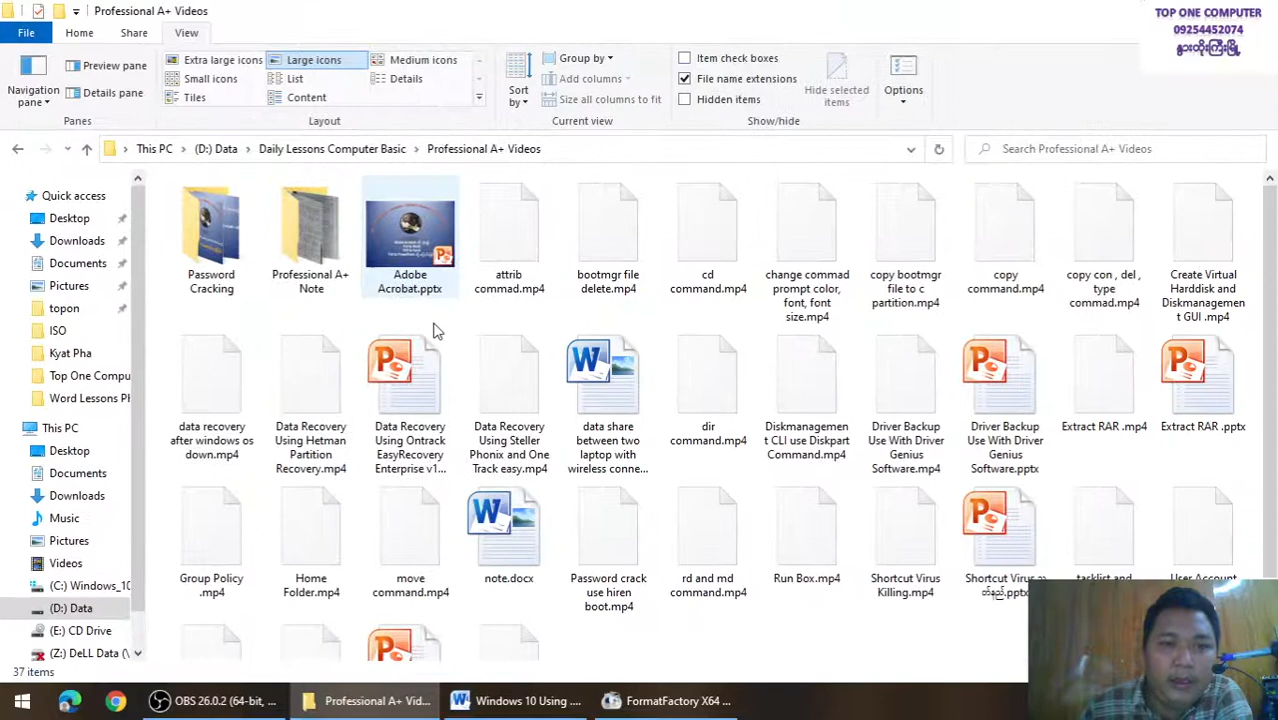 Professional A+ Videos
TOP ONE COMPUTER
09254452074
နွားထိုးကြီးမြို့
File Home Share View
Navigation pane
Preview pane
Details pane
Panes
Extra large icons Large icons Medium icons
Small icons List Details
Tiles Content
Layout
Sort by
Group by
Add columns
Size all columns to fit
Current view
Item check boxes
File name extensions
Hidden items
Hide selected items
Options
Show/hide
This PC > (D:) Data > Daily Lessons Computer Basic > Professional A+ Videos
Search Professional A+ Videos
Quick access
Desktop
Downloads
Documents
Pictures
topon
ISO
Kyat Pha
Top One Compu
Word Lessons Ph
This PC
Desktop
Documents
Downloads
Music
Pictures
Videos
(C:) Windows_10
(D:) Data
(E:) CD Drive
(Z:) DeLL Data (\
Password Cracking
Professional A+ Note
Adobe Acrobat.pptx
attrib commad.mp4
bootmgr file delete.mp4
cd command.mp4
change commad prompt color, font, font size.mp4
copy bootmgr file to c partition.mp4
copy command.mp4
copy con , del , type commad.mp4
Create Virtual Harddisk and Diskmanagement GUI .mp4
data recovery after windows os down.mp4
Data Recovery Using Hetman Partition Recovery.mp4
Data Recovery Using Ontrack EasyRecovery Enterprise v1...
Data Recovery Using Steller Phonix and One Track easy.mp4
data share between two laptop with wireless conne...
dir command.mp4
Diskmanagement CLI use Diskpart Command.mp4
Driver Backup Use With Driver Genius Software.mp4
Driver Backup Use With Driver Genius Software.pptx
Extract RAR .mp4
Extract RAR .pptx
Group Policy .mp4
Home Folder.mp4
move command.mp4
note.docx
Password crack use hiren boot.mp4
rd and md command.mp4
Run Box.mp4
Shortcut Virus Killing.mp4
Shortcut Virus
tasklist and
User Account
37 items
OBS 26.0.2 (64-bit, ...
Professional A+ Vid...
Windows 10 Using ....
FormatFactory X64 ...